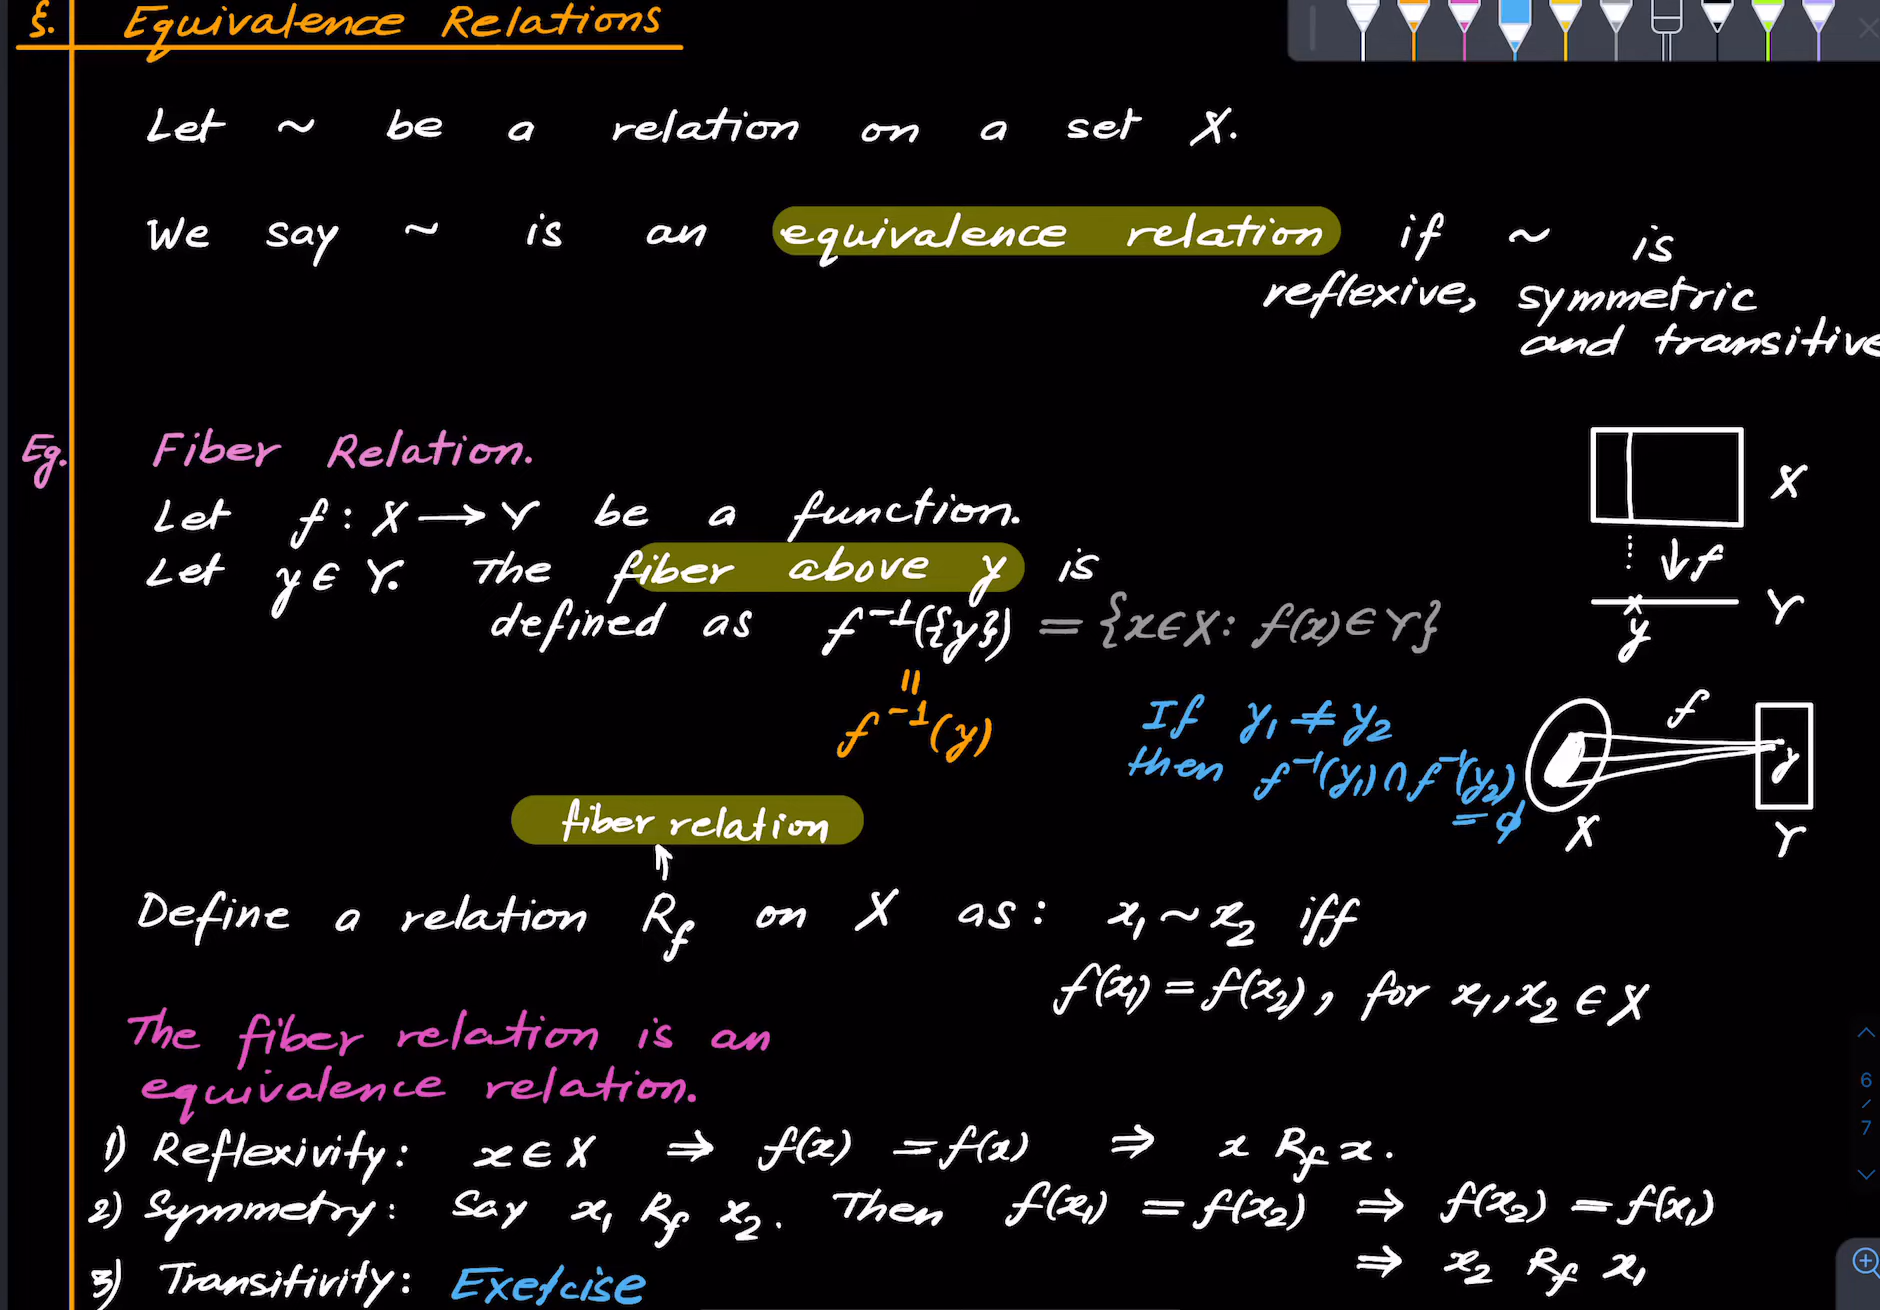 §. Equivalence Relations
Let ~ be a relation on a set X.
We say ~ is an equivalence relation if ~ is
reflexive, symmetric
and transitive
Eg. Fiber Relation.
Let f : X → Y be a function.
Let y ∈ Y. The fiber above y is
defined as f⁻¹({y}) = {x∈X: f(x)∈Y}
=
f⁻¹(y)
X
↓f
Y
x
y
If y₁ ≠ y₂
then f⁻¹(y₁) ∩ f⁻¹(y₂)
= ϕ
f
y
X
Y
fiber relation
↑
Define a relation R_f on X as: x₁ ~ x₂ iff
f(x₁) = f(x₂), for x₁, x₂ ∈ X
The fiber relation is an
equivalence relation.
1) Reflexivity: x ∈ X ⇒ f(x) = f(x) ⇒ x R_f x.
2) Symmetry: Say x₁ R_f x₂. Then f(x₁) = f(x₂) ⇒ f(x₂) = f(x₁)
⇒ x₂ R_f x₁
3) Transitivity: Exercise
6
/
7